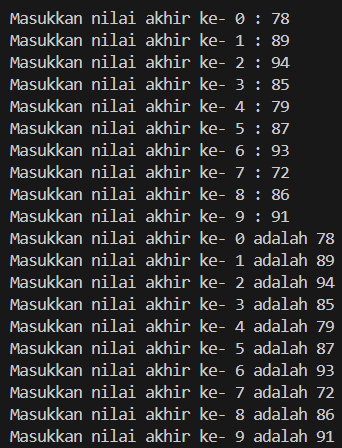 Masukkan nilai akhir ke- 0 : 78
Masukkan nilai akhir ke- 1 : 89
Masukkan nilai akhir ke- 2 : 94
Masukkan nilai akhir ke- 3 : 85
Masukkan nilai akhir ke- 4 : 79
Masukkan nilai akhir ke- 5 : 87
Masukkan nilai akhir ke- 6 : 93
Masukkan nilai akhir ke- 7 : 72
Masukkan nilai akhir ke- 8 : 86
Masukkan nilai akhir ke- 9 : 91
Masukkan nilai akhir ke- 0 adalah 78
Masukkan nilai akhir ke- 1 adalah 89
Masukkan nilai akhir ke- 2 adalah 94
Masukkan nilai akhir ke- 3 adalah 85
Masukkan nilai akhir ke- 4 adalah 79
Masukkan nilai akhir ke- 5 adalah 87
Masukkan nilai akhir ke- 6 adalah 93
Masukkan nilai akhir ke- 7 adalah 72
Masukkan nilai akhir ke- 8 adalah 86
Masukkan nilai akhir ke- 9 adalah 91